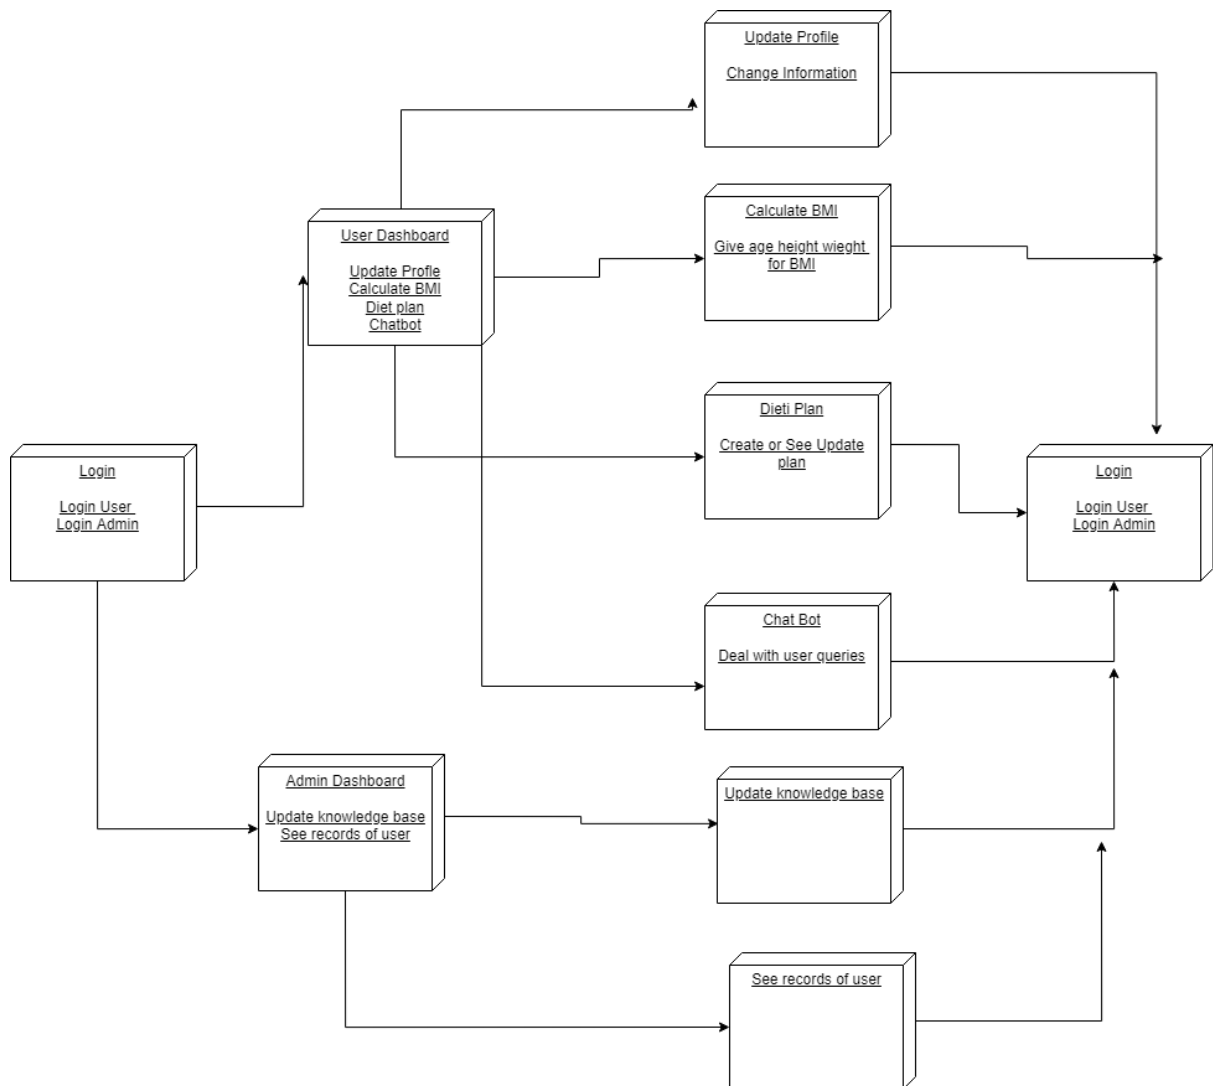 Update Profile
Change Information
Calculate BMI
Give age height wieght
for BMI
User Dashboard
Update Profle
Calculate BMI
Diet plan
Chatbot
Dieti Plan
Create or See Update
plan
Login
Login User
Login Admin
Login
Login User
Login Admin
Chat Bot
Deal with user queries
Admin Dashboard
Update knowledge base
See records of user
Update knowledge base
See records of user